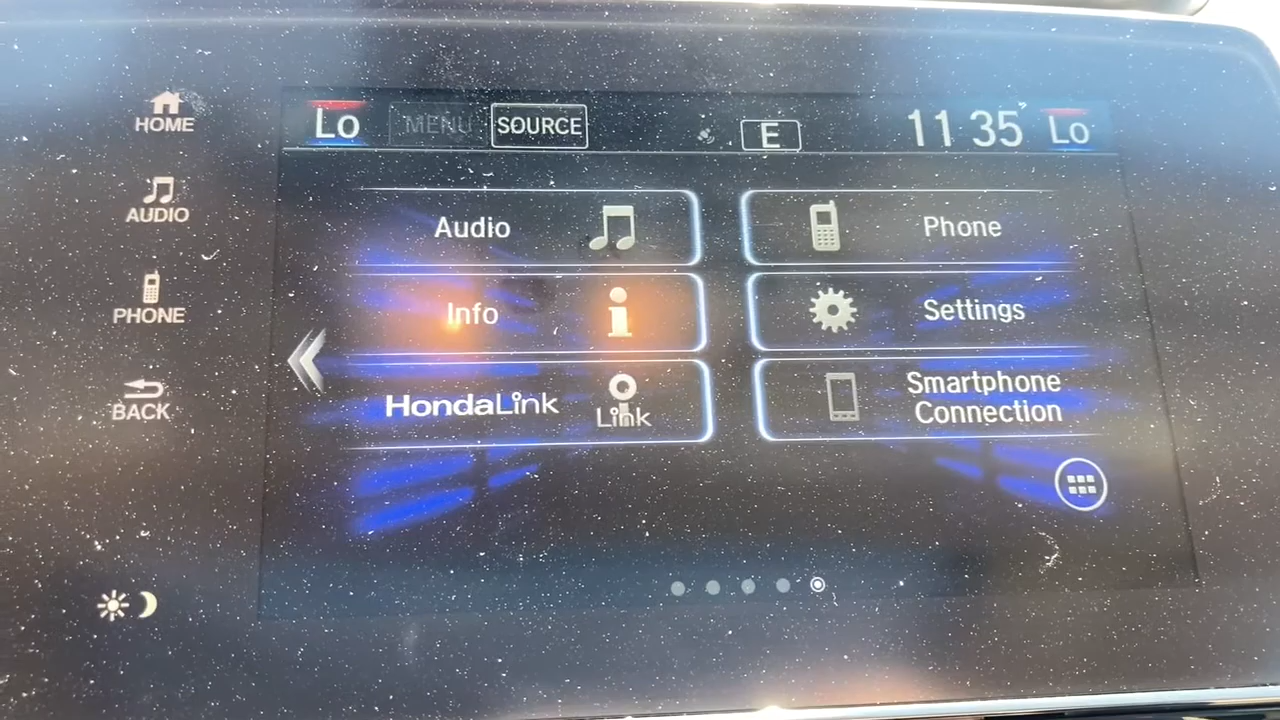 HOME
AUDIO
PHONE
BACK
Lo MENU SOURCE E 11 35 Lo
Audio
Phone
Info
Settings
HondaLink
Link
Smartphone
Connection